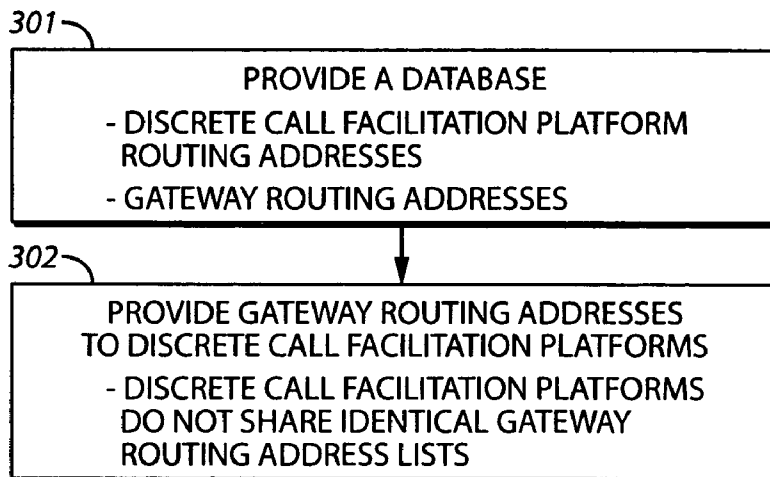 301
PROVIDE A DATABASE
- DISCRETE CALL FACILITATION PLATFORM
ROUTING ADDRESSES
- GATEWAY ROUTING ADDRESSES
302
PROVIDE GATEWAY ROUTING ADDRESSES
TO DISCRETE CALL FACILITATION PLATFORMS
- DISCRETE CALL FACILITATION PLATFORMS
DO NOT SHARE IDENTICAL GATEWAY
ROUTING ADDRESS LISTS